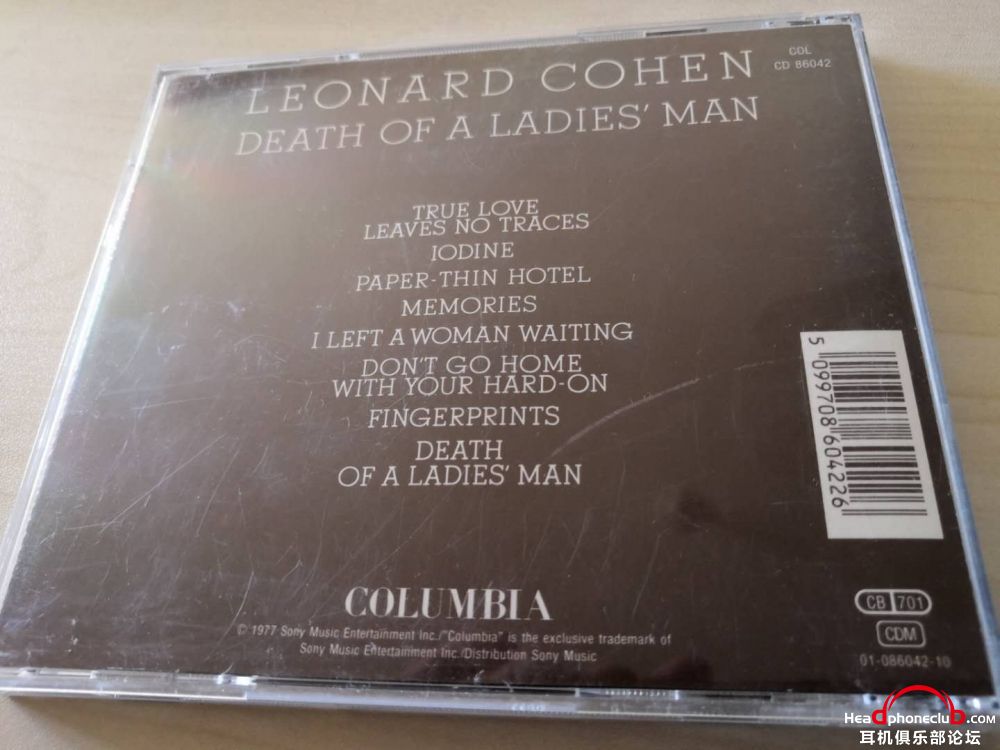 LEONARD COHEN
COL
CD 86042
DEATH OF A LADIES' MAN
TRUE LOVE
LEAVES NO TRACES
IODINE
PAPER-THIN HOTEL
MEMORIES
I LEFT A WOMAN WAITING
DON'T GO HOME
WITH YOUR HARD-ON
FINGERPRINTS
DEATH
OF A LADIES' MAN
5 099708 604226
COLUMBIA
© 1977 Sony Music Entertainment Inc./"Columbia" is the exclusive trademark of
Sony Music Entertainment Inc./Distribution Sony Music
CB 701
CDM
01-086042-10
Headphoneclub.com
耳机俱乐部论坛